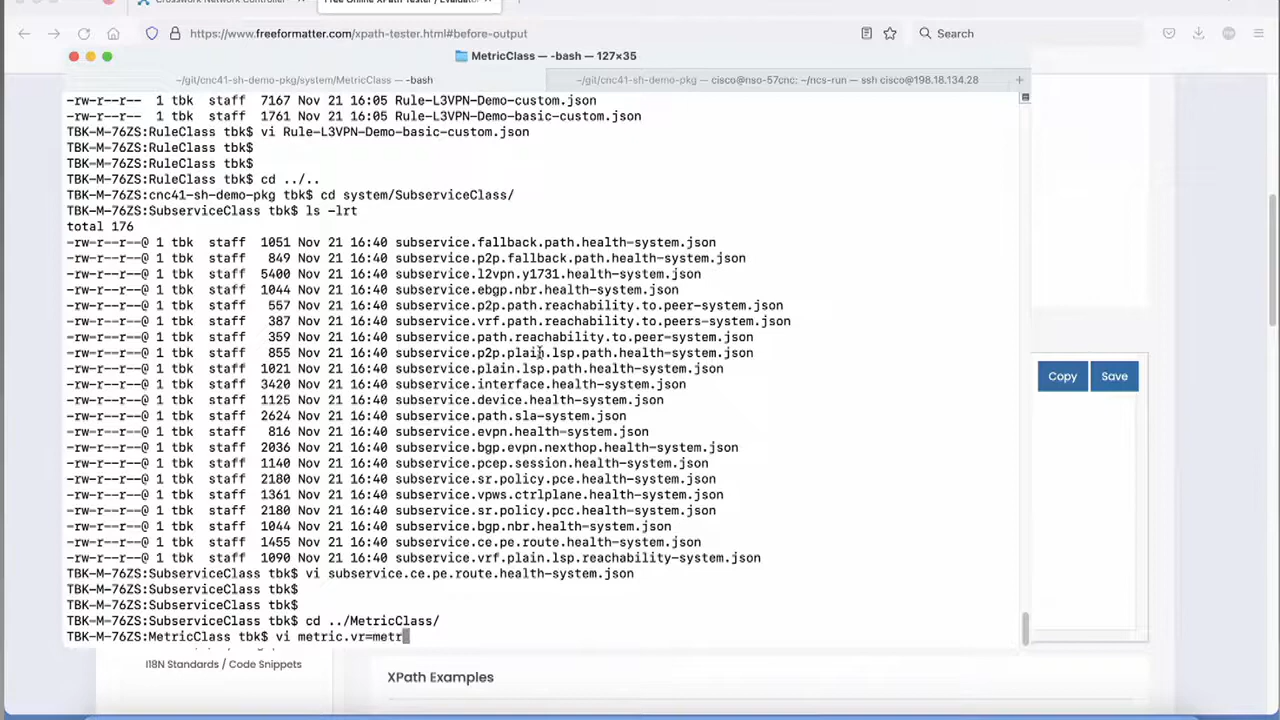 Crosswork Network Controller
Free Online XPath Tester / Evaluator
https://www.freeformatter.com/xpath-tester.html#before-output
Search
MetricClass — -bash — 127×35
~/git/cnc41-sh-demo-pkg/system/MetricClass — -bash
~/git/cnc41-sh-demo-pkg — cisco@nso-57cnc: ~/ncs-run — ssh cisco@198.18.134.28
-rw-r--r-- 1 tbk staff 7167 Nov 21 16:05 Rule-L3VPN-Demo-custom.json
-rw-r--r-- 1 tbk staff 1761 Nov 21 16:05 Rule-L3VPN-Demo-basic-custom.json
TBK-M-76ZS:RuleClass tbk$ vi Rule-L3VPN-Demo-basic-custom.json
TBK-M-76ZS:RuleClass tbk$
TBK-M-76ZS:RuleClass tbk$
TBK-M-76ZS:RuleClass tbk$ cd ../..
TBK-M-76ZS:cnc41-sh-demo-pkg tbk$ cd system/SubserviceClass/
TBK-M-76ZS:SubserviceClass tbk$ ls -lrt
total 176
-rw-r--r--@ 1 tbk staff 1051 Nov 21 16:40 subservice.fallback.path.health-system.json
-rw-r--r--@ 1 tbk staff 849 Nov 21 16:40 subservice.p2p.fallback.path.health-system.json
-rw-r--r--@ 1 tbk staff 5400 Nov 21 16:40 subservice.l2vpn.y1731.health-system.json
-rw-r--r--@ 1 tbk staff 1044 Nov 21 16:40 subservice.ebgp.nbr.health-system.json
-rw-r--r--@ 1 tbk staff 557 Nov 21 16:40 subservice.p2p.path.reachability.to.peer-system.json
-rw-r--r--@ 1 tbk staff 387 Nov 21 16:40 subservice.vrf.path.reachability.to.peers-system.json
-rw-r--r--@ 1 tbk staff 359 Nov 21 16:40 subservice.path.reachability.to.peer-system.json
-rw-r--r--@ 1 tbk staff 855 Nov 21 16:40 subservice.p2p.plain.lsp.path.health-system.json
-rw-r--r--@ 1 tbk staff 1021 Nov 21 16:40 subservice.plain.lsp.path.health-system.json
-rw-r--r--@ 1 tbk staff 3420 Nov 21 16:40 subservice.interface.health-system.json
-rw-r--r--@ 1 tbk staff 1125 Nov 21 16:40 subservice.device.health-system.json
-rw-r--r--@ 1 tbk staff 2624 Nov 21 16:40 subservice.path.sla-system.json
-rw-r--r--@ 1 tbk staff 816 Nov 21 16:40 subservice.evpn.health-system.json
-rw-r--r--@ 1 tbk staff 2036 Nov 21 16:40 subservice.bgp.evpn.nexthop.health-system.json
-rw-r--r--@ 1 tbk staff 1140 Nov 21 16:40 subservice.pcep.session.health-system.json
-rw-r--r--@ 1 tbk staff 2180 Nov 21 16:40 subservice.sr.policy.pce.health-system.json
-rw-r--r--@ 1 tbk staff 1361 Nov 21 16:40 subservice.vpws.ctrlplane.health-system.json
-rw-r--r--@ 1 tbk staff 2180 Nov 21 16:40 subservice.sr.policy.pcc.health-system.json
-rw-r--r--@ 1 tbk staff 1044 Nov 21 16:40 subservice.bgp.nbr.health-system.json
-rw-r--r--@ 1 tbk staff 1455 Nov 21 16:40 subservice.ce.pe.route.health-system.json
-rw-r--r--@ 1 tbk staff 1090 Nov 21 16:40 subservice.vrf.plain.lsp.reachability-system.json
TBK-M-76ZS:SubserviceClass tbk$ vi subservice.ce.pe.route.health-system.json
TBK-M-76ZS:SubserviceClass tbk$
TBK-M-76ZS:SubserviceClass tbk$
TBK-M-76ZS:SubserviceClass tbk$ cd ../MetricClass/
TBK-M-76ZS:MetricClass tbk$ vi metric.vr=metr
Copy
Save
I18N Standards / Code Snippets
XPath Examples